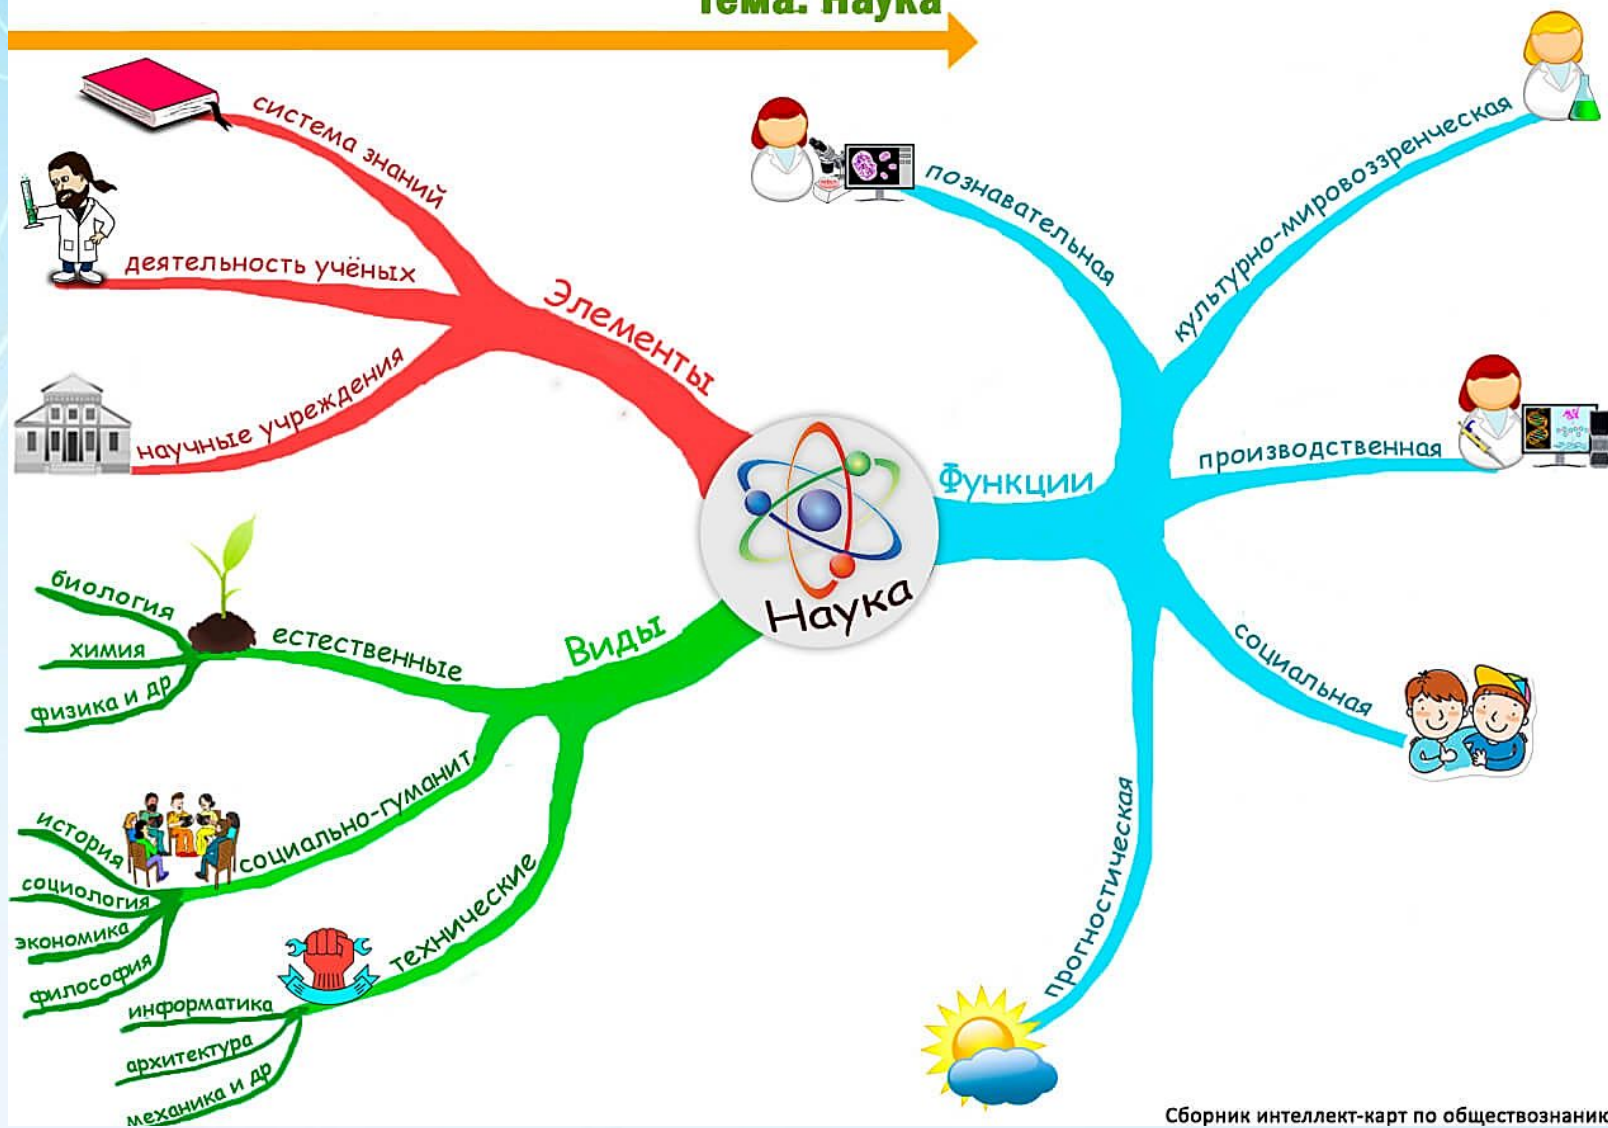 Тема: Наука
система знаний
деятельность учёных
научные учреждения
Элементы
познавательная
культурно-мировоззренческая
производственная
Функции
социальная
прогностическая
Наука
Виды
естественные
биология
химия
физика и др
социально-гуманит.
история
социология
экономика
философия
технические
информатика
архитектура
механика и др
Сборник интеллект-карт по обществознанию